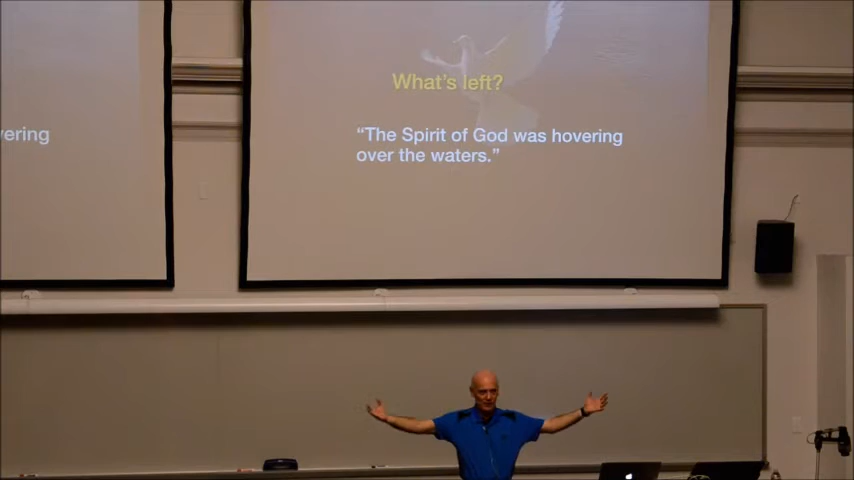 What's left?
vering
“The Spirit of God was hovering
over the waters.”